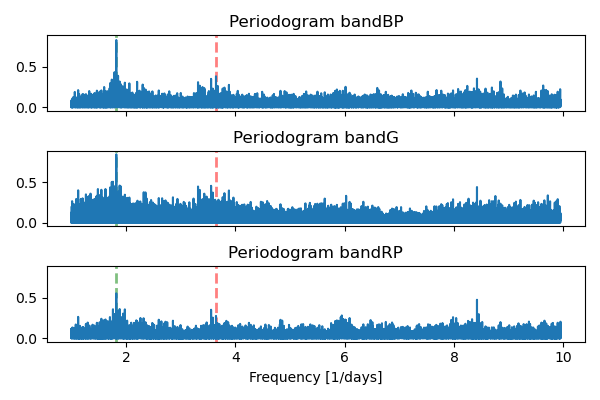 Periodogram bandBP
0.5
0.0
Periodogram bandG
0.5
0.0
Periodogram bandRP
0.5
0.0
2 4 6 8 10
Frequency [1/days]